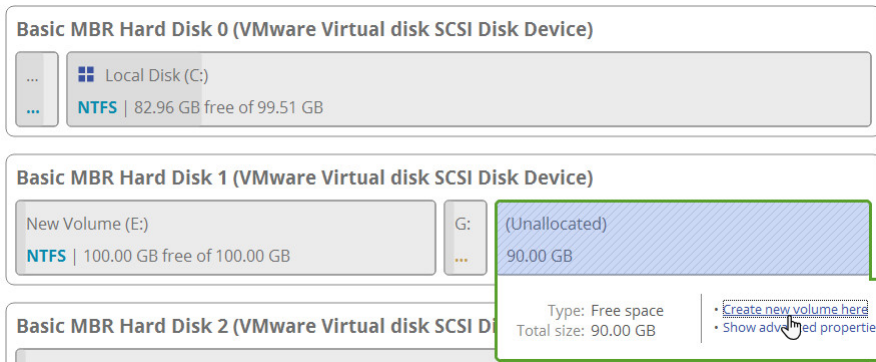 Basic MBR Hard Disk 0 (VMware Virtual disk SCSI Disk Device)
...
...
Local Disk (C:)
NTFS | 82.96 GB free of 99.51 GB
Basic MBR Hard Disk 1 (VMware Virtual disk SCSI Disk Device)
New Volume (E:)
NTFS | 100.00 GB free of 100.00 GB
G:
...
(Unallocated)
90.00 GB
Type: Free space
Total size: 90.00 GB
• Create new volume here
• Show
Basic MBR Hard Disk 2 (VMware Virtual disk SCSI